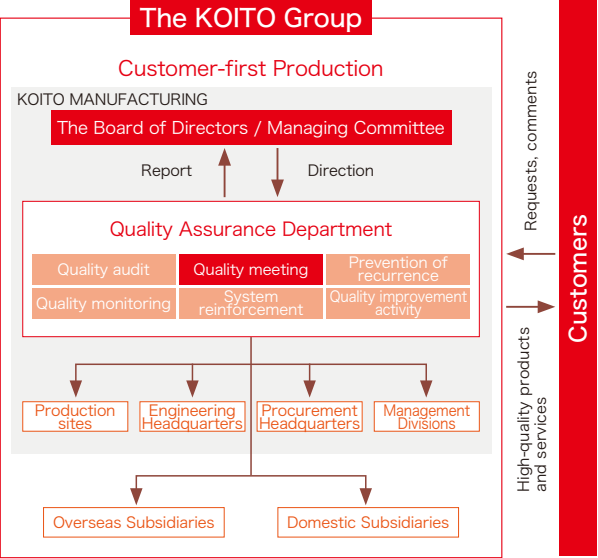 The KOITO Group
Customer-first Production
KOITO MANUFACTURING
The Board of Directors / Managing Committee
Report
Direction
Quality Assurance Department
Quality audit
Quality meeting
Prevention of
recurrence
Quality monitoring
System
reinforcement
Quality improvement
activity
Production
sites
Engineering
Headquarters
Procurement
Headquarters
Management
Divisions
Overseas Subsidiaries
Domestic Subsidiaries
Requests, comments
High-quality products
and services
Customers